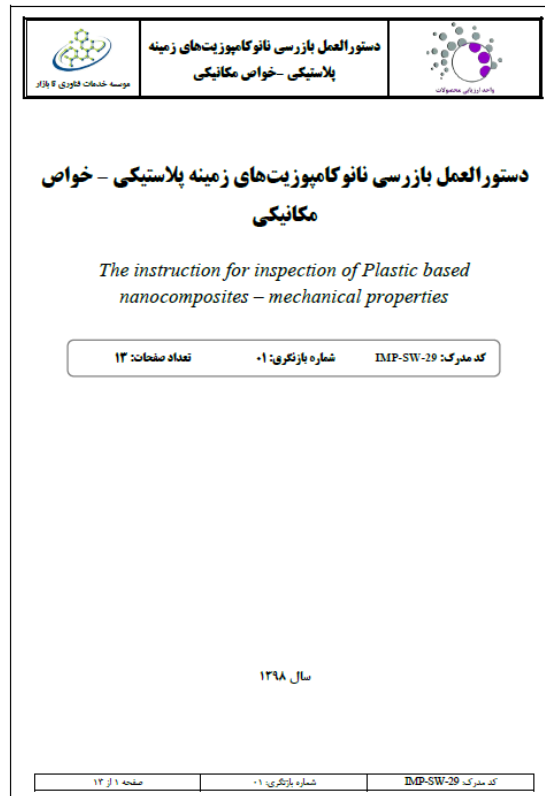 دستورالعمل بازرسی نانوکامپوزیت‌های زمینه
پلاستیکی -خواص مکانیکی
موسسه خدمات فناوری تا بازار
واحد ارزیابی محصولات
دستورالعمل بازرسی نانوکامپوزیت‌های زمینه پلاستیکی – خواص
مکانیکی
The instruction for inspection of Plastic based
nanocomposites – mechanical properties
کد مدرک: IMP-SW-29 شماره بازنگری: ۰۱ تعداد صفحات: ۱۳
سال ۱۳۹۸
کد مدرک: IMP-SW-29 شماره بازنگری: ۰۱ صفحه ۱ از ۱۳